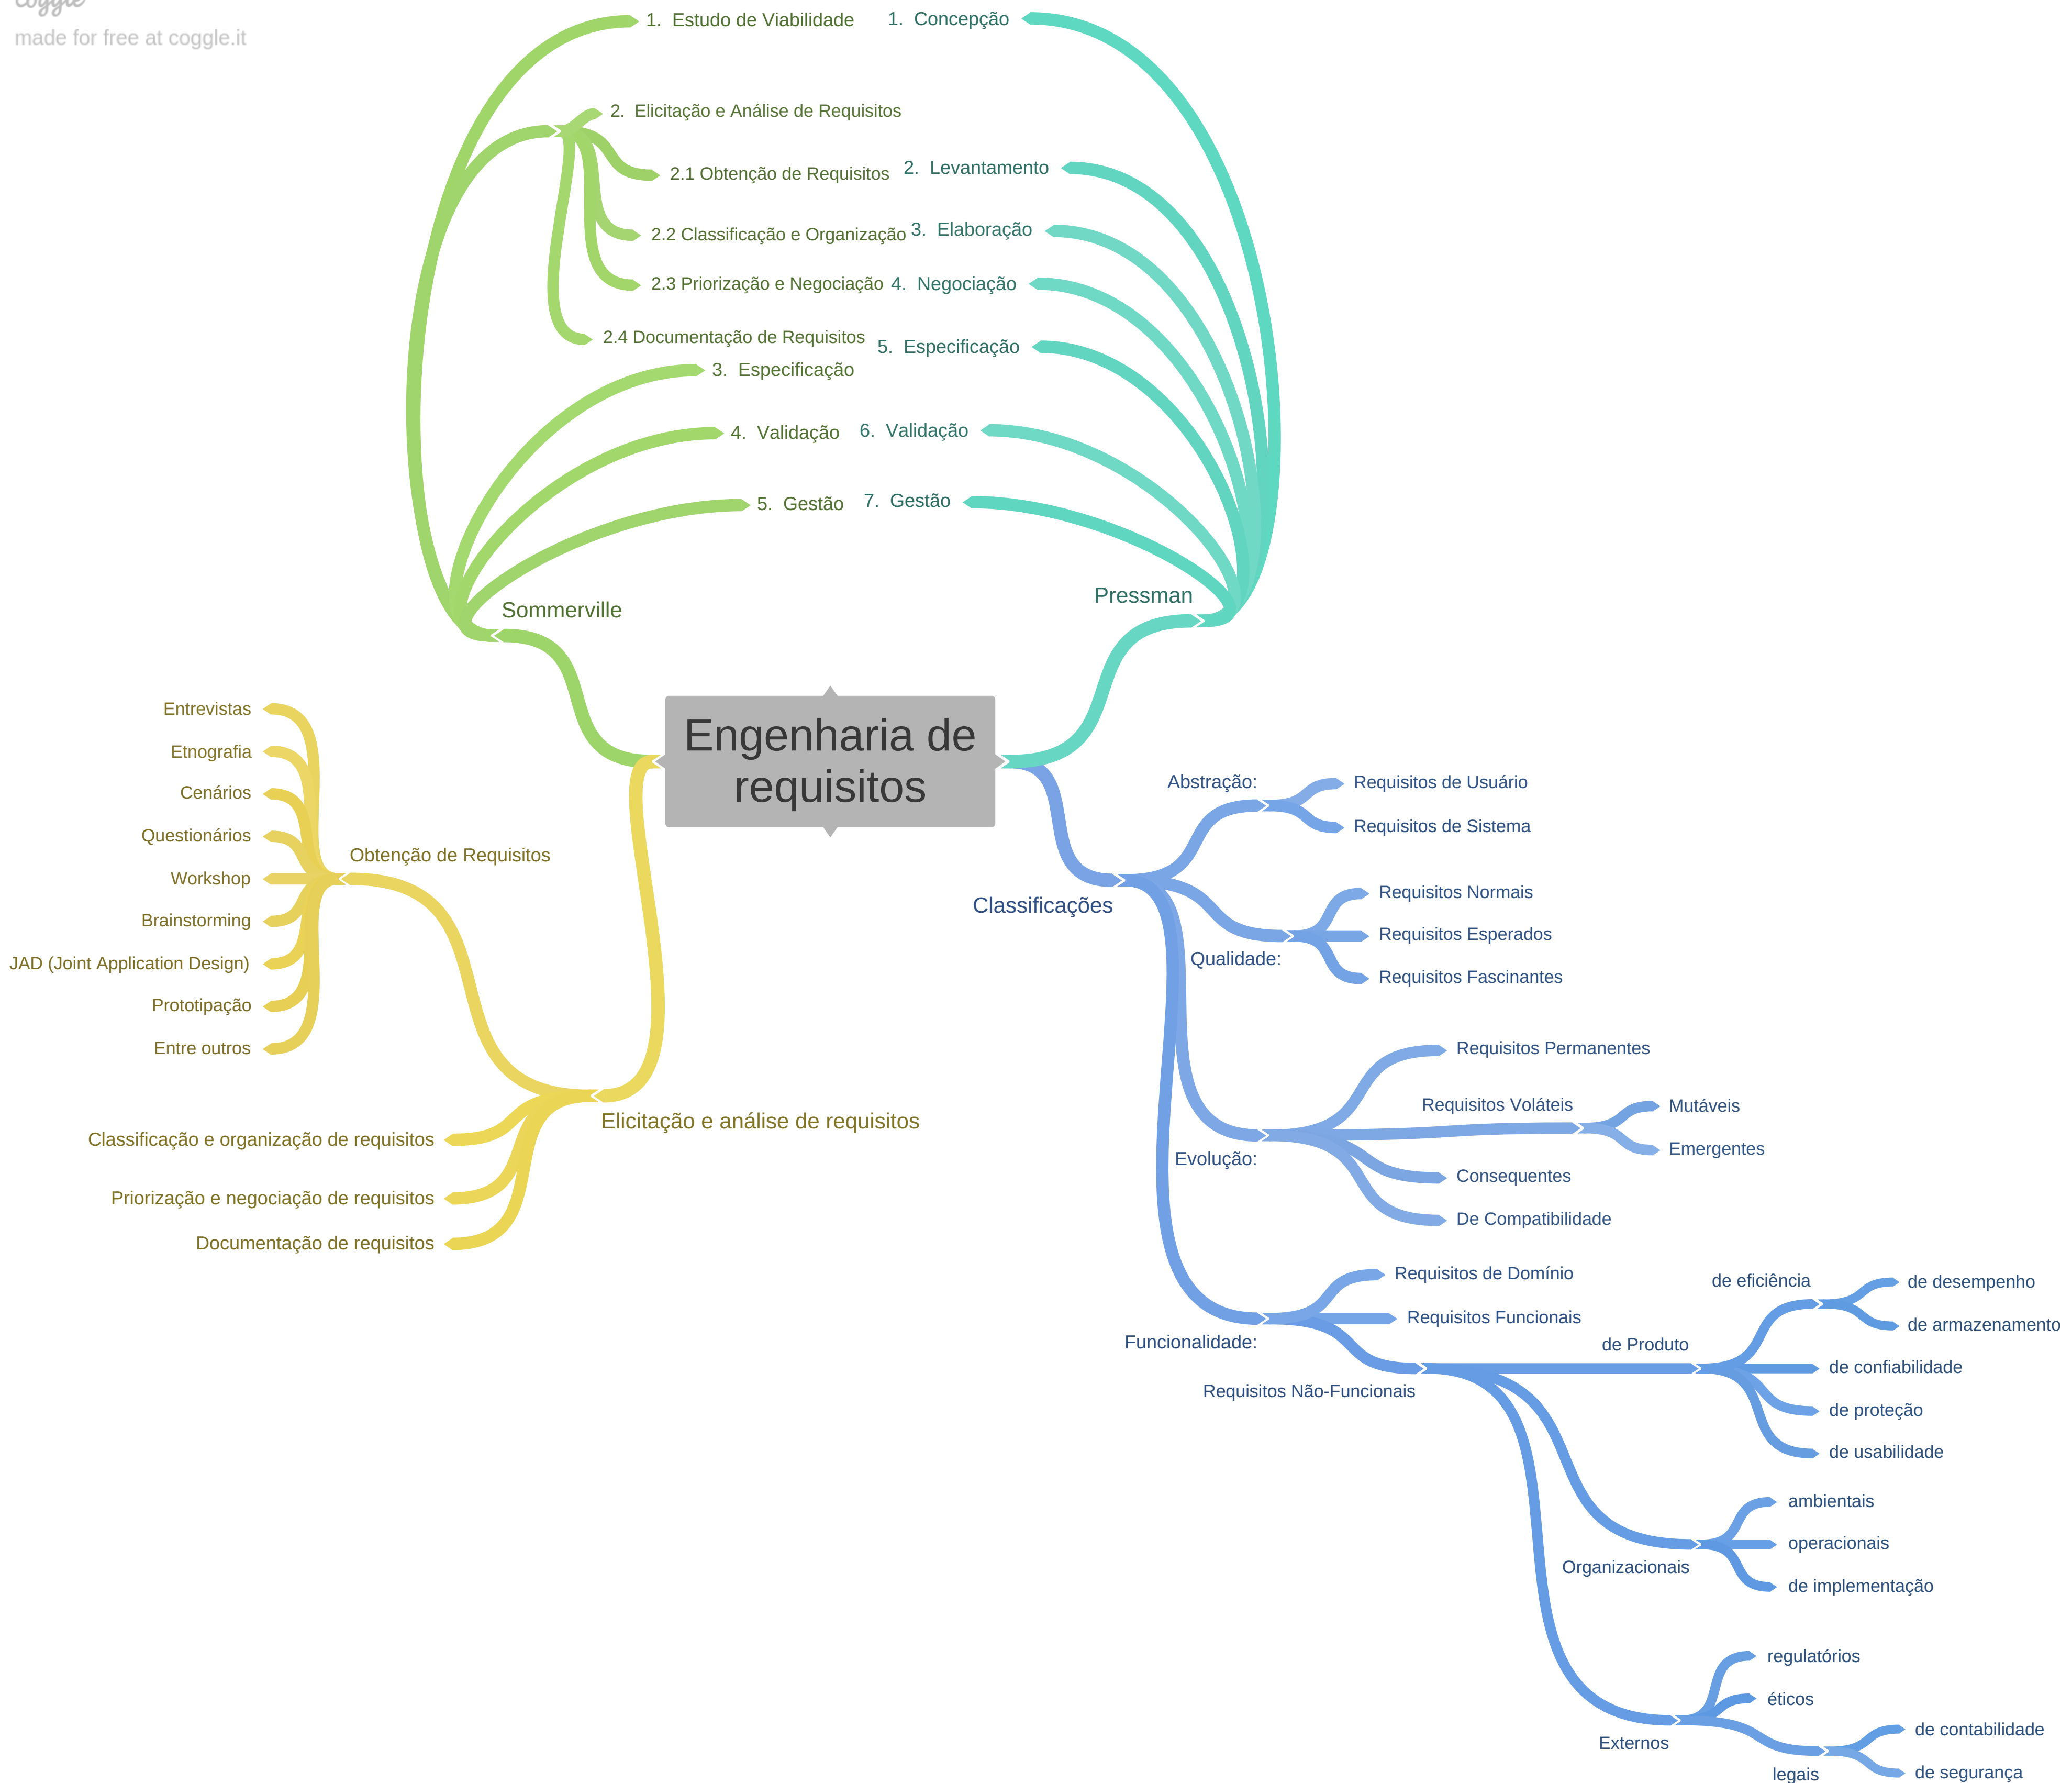 coggle
made for free at coggle.it
1. Estudo de Viabilidade
2. Elicitação e Análise de Requisitos
2.1 Obtenção de Requisitos
2.2 Classificação e Organização
2.3 Priorização e Negociação
2.4 Documentação de Requisitos
3. Especificação
4. Validação
5. Gestão
Sommerville
1. Concepção
2. Levantamento
3. Elaboração
4. Negociação
5. Especificação
6. Validação
7. Gestão
Pressman
Engenharia de
requisitos
Entrevistas
Etnografia
Cenários
Questionários
Workshop
Brainstorming
JAD (Joint Application Design)
Prototipação
Entre outros
Obtenção de Requisitos
Classificação e organização de requisitos
Priorização e negociação de requisitos
Documentação de requisitos
Elicitação e análise de requisitos
Classificações
Abstração:
Requisitos de Usuário
Requisitos de Sistema
Qualidade:
Requisitos Normais
Requisitos Esperados
Requisitos Fascinantes
Evolução:
Requisitos Permanentes
Requisitos Voláteis
Mutáveis
Emergentes
Consequentes
De Compatibilidade
Funcionalidade:
Requisitos de Domínio
Requisitos Funcionais
Requisitos Não-Funcionais
de Produto
de eficiência
de desempenho
de armazenamento
de confiabilidade
de proteção
de usabilidade
Organizacionais
ambientais
operacionais
de implementação
Externos
regulatórios
éticos
legais
de contabilidade
de segurança